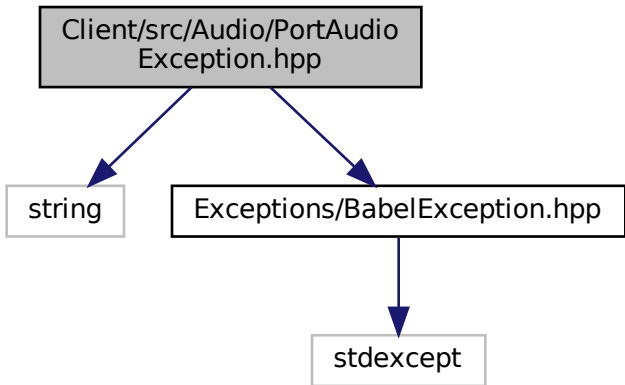 Client/src/Audio/PortAudio
Exception.hpp
string
Exceptions/BabelException.hpp
stdexcept